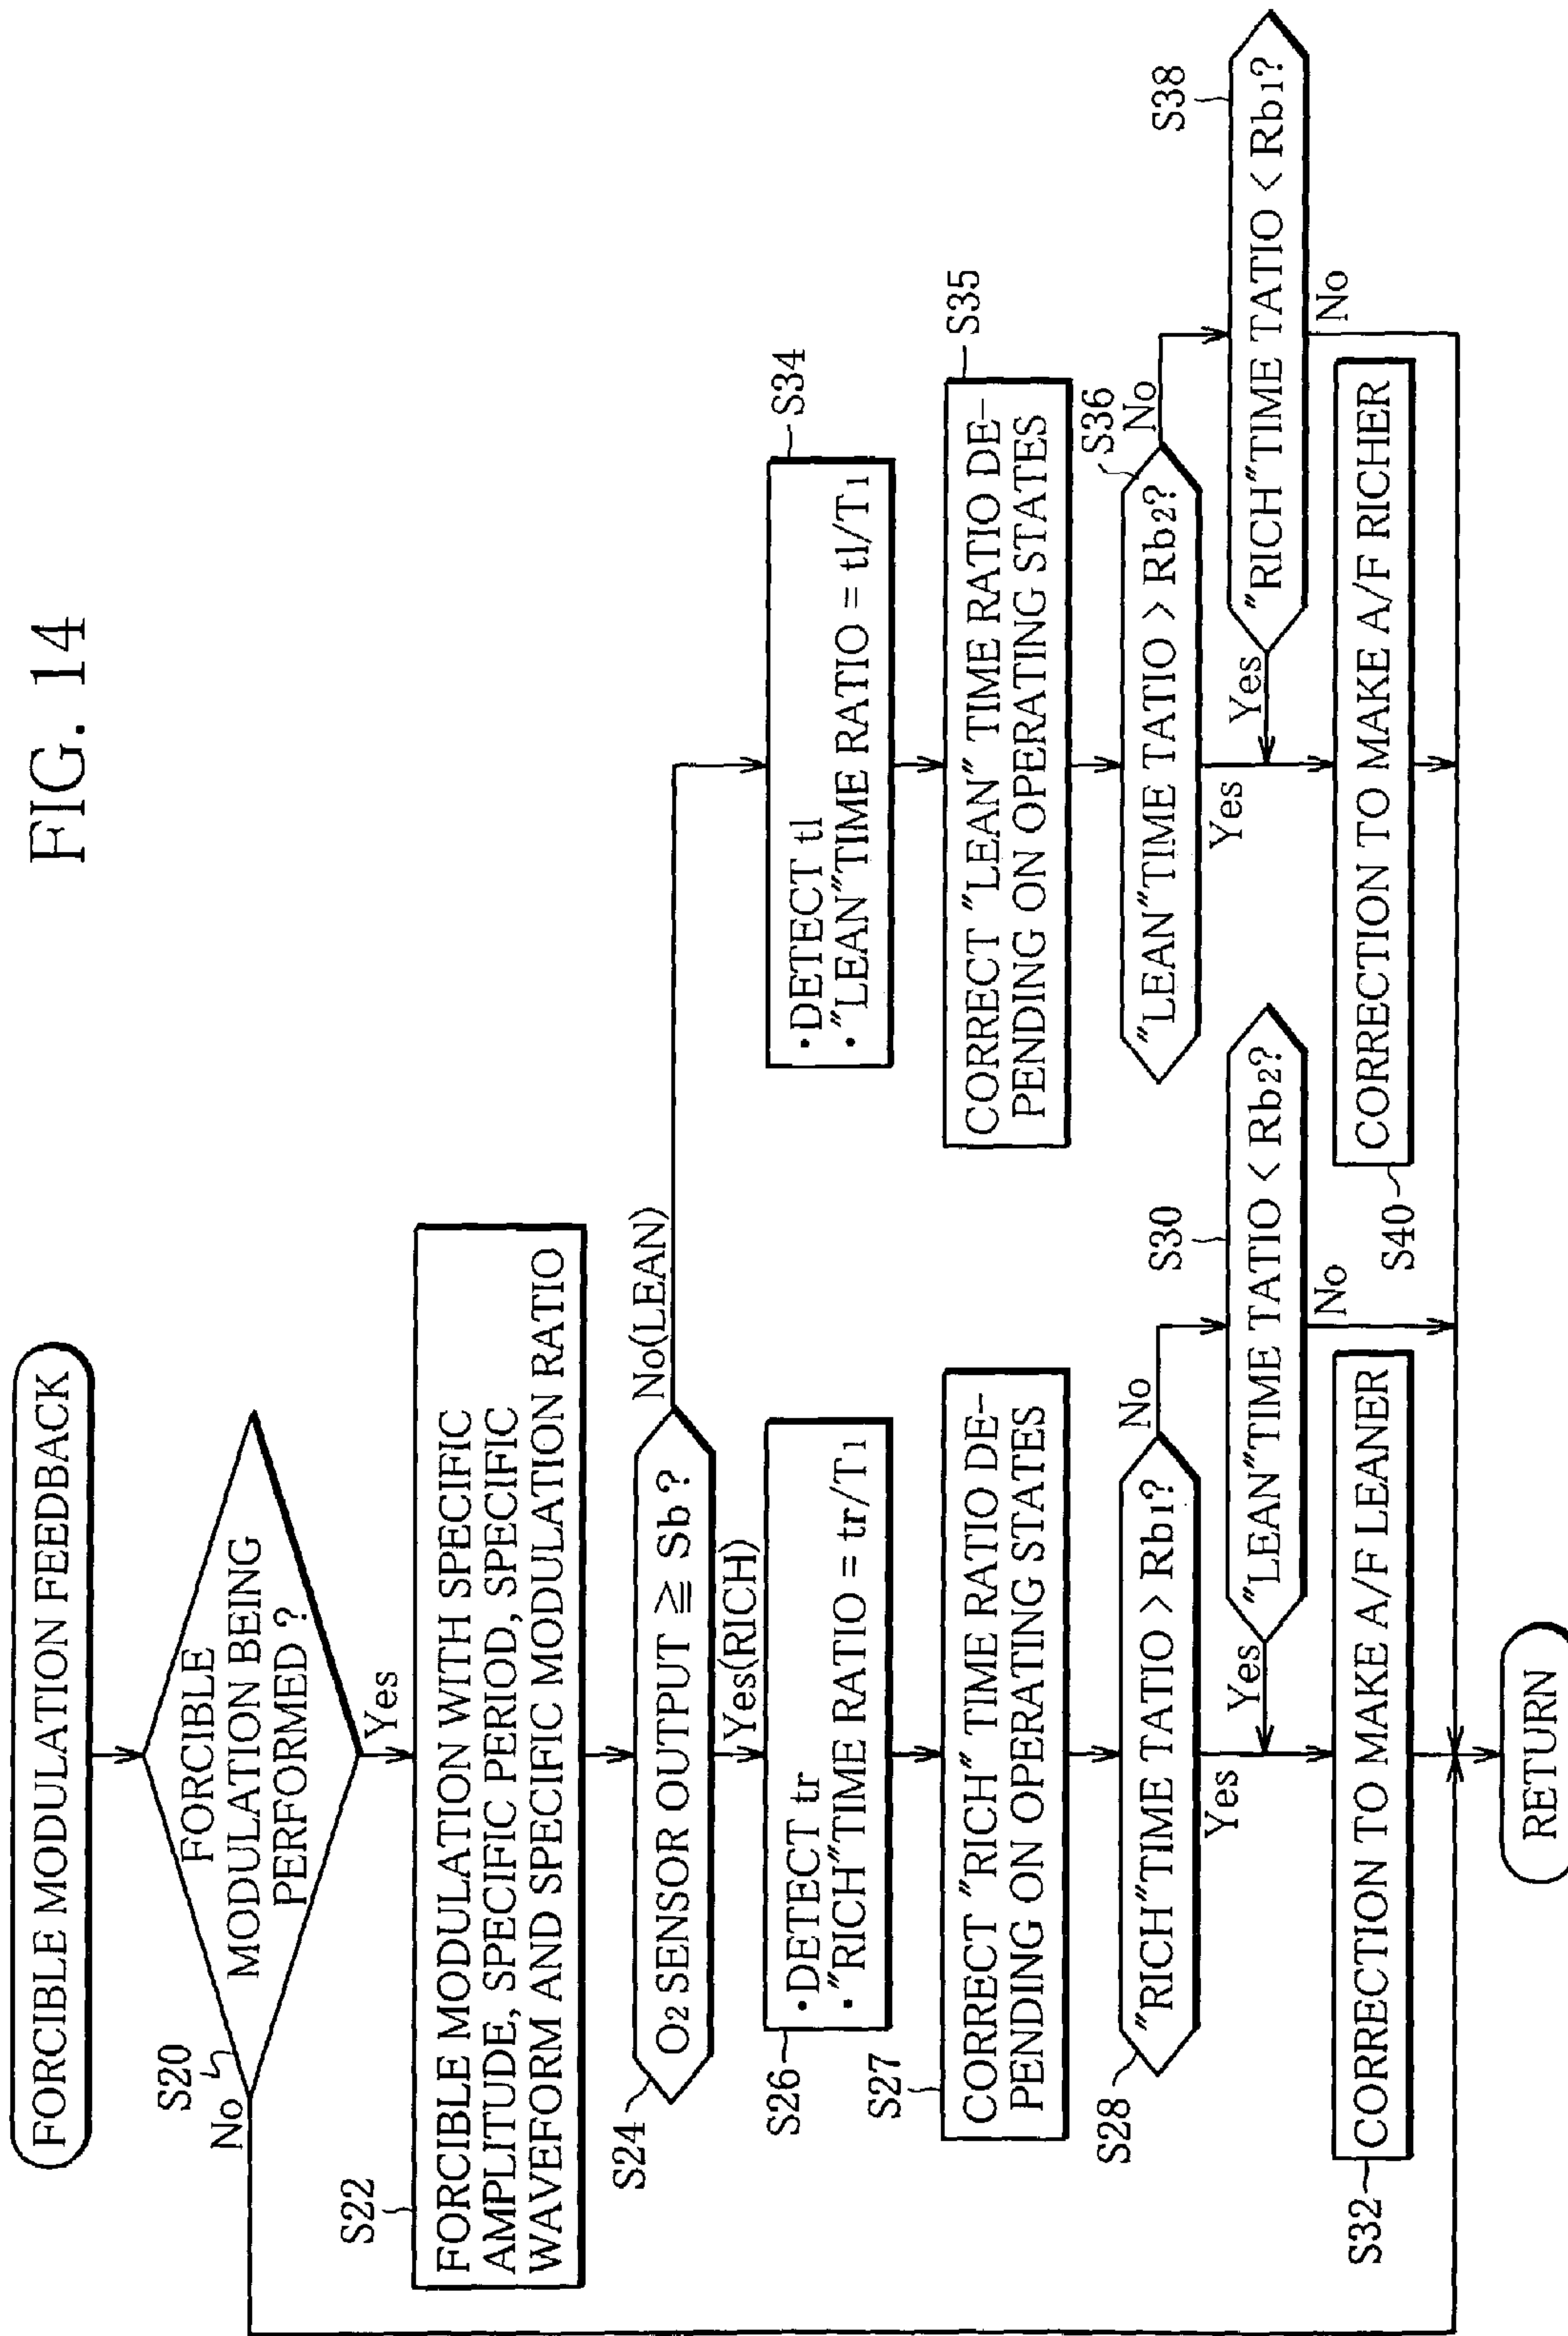 FIG. 14
FORCIBLE MODULATION FEEDBACK
S20
FORCIBLE
MODULATION BEING
PERFORMED ?
No
Yes
S22
FORCIBLE MODULATION WITH SPECIFIC
AMPLITUDE, SPECIFIC PERIOD, SPECIFIC
WAVEFORM AND SPECIFIC MODULATION RATIO
S24
O2 SENSOR OUTPUT ≧ Sb ?
No(LEAN)
Yes(RICH)
S26
・DETECT tr
・"RICH"TIME RATIO = tr/T1
S34
・DETECT tl
・"LEAN"TIME RATIO = tl/T1
S27
CORRECT "RICH" TIME RATIO DE-
PENDING ON OPERATING STATES
S35
CORRECT "LEAN" TIME RATIO DE-
PENDING ON OPERATING STATES
S28
"RICH"TIME TATIO > Rb1?
No
Yes
S36
"LEAN"TIME TATIO > Rb2?
No
Yes
S30
"LEAN"TIME TATIO < Rb2?
Yes
No
S38
"RICH"TIME TATIO < Rb1?
Yes
No
S32
CORRECTION TO MAKE A/F LEANER
S40
CORRECTION TO MAKE A/F RICHER
RETURN